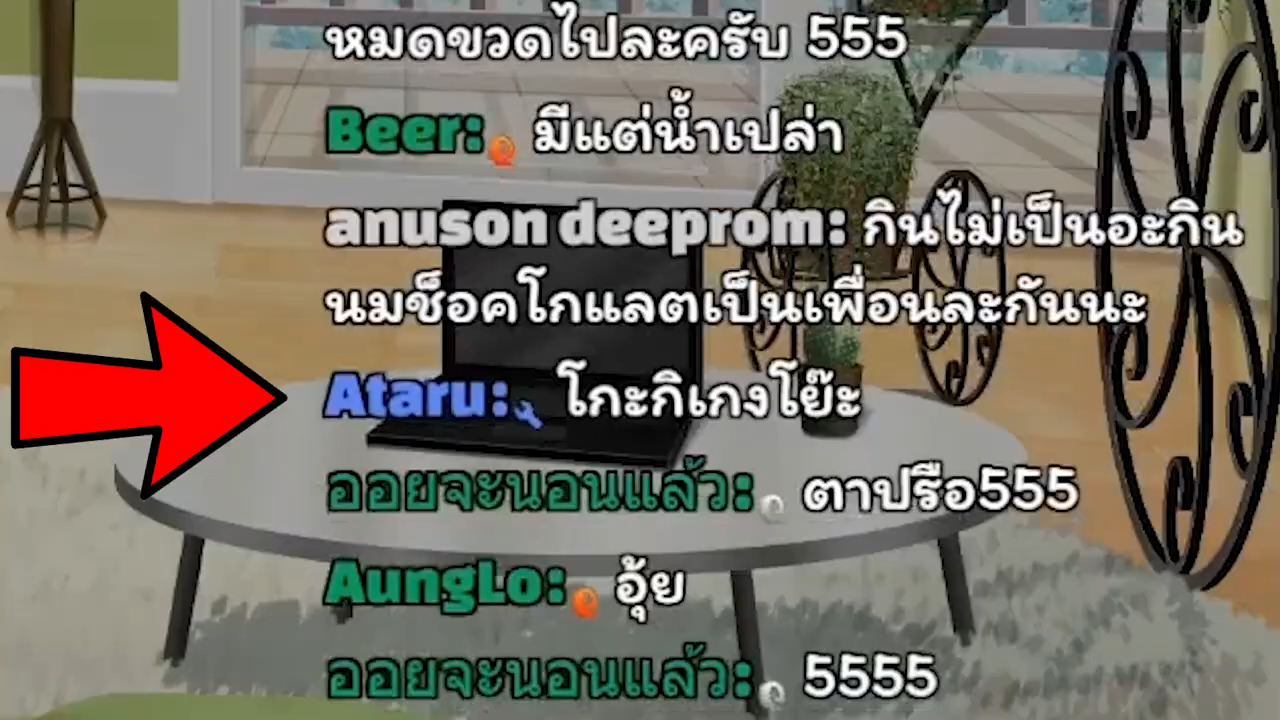 หมดขวดไปละครับ 555
Beer: มีแต่น้ำเปล่า
anuson deeprom: กินไม่เป็นอะกิน
นมช็อคโกแลตเป็นเพื่อนละกันนะ
Ataru: โกะกิเกงโย๊ะ
ออยจะนอนแล้ว: ตาปรือ555
AungLo: อุ้ย
ออยจะนอนแล้ว: 5555